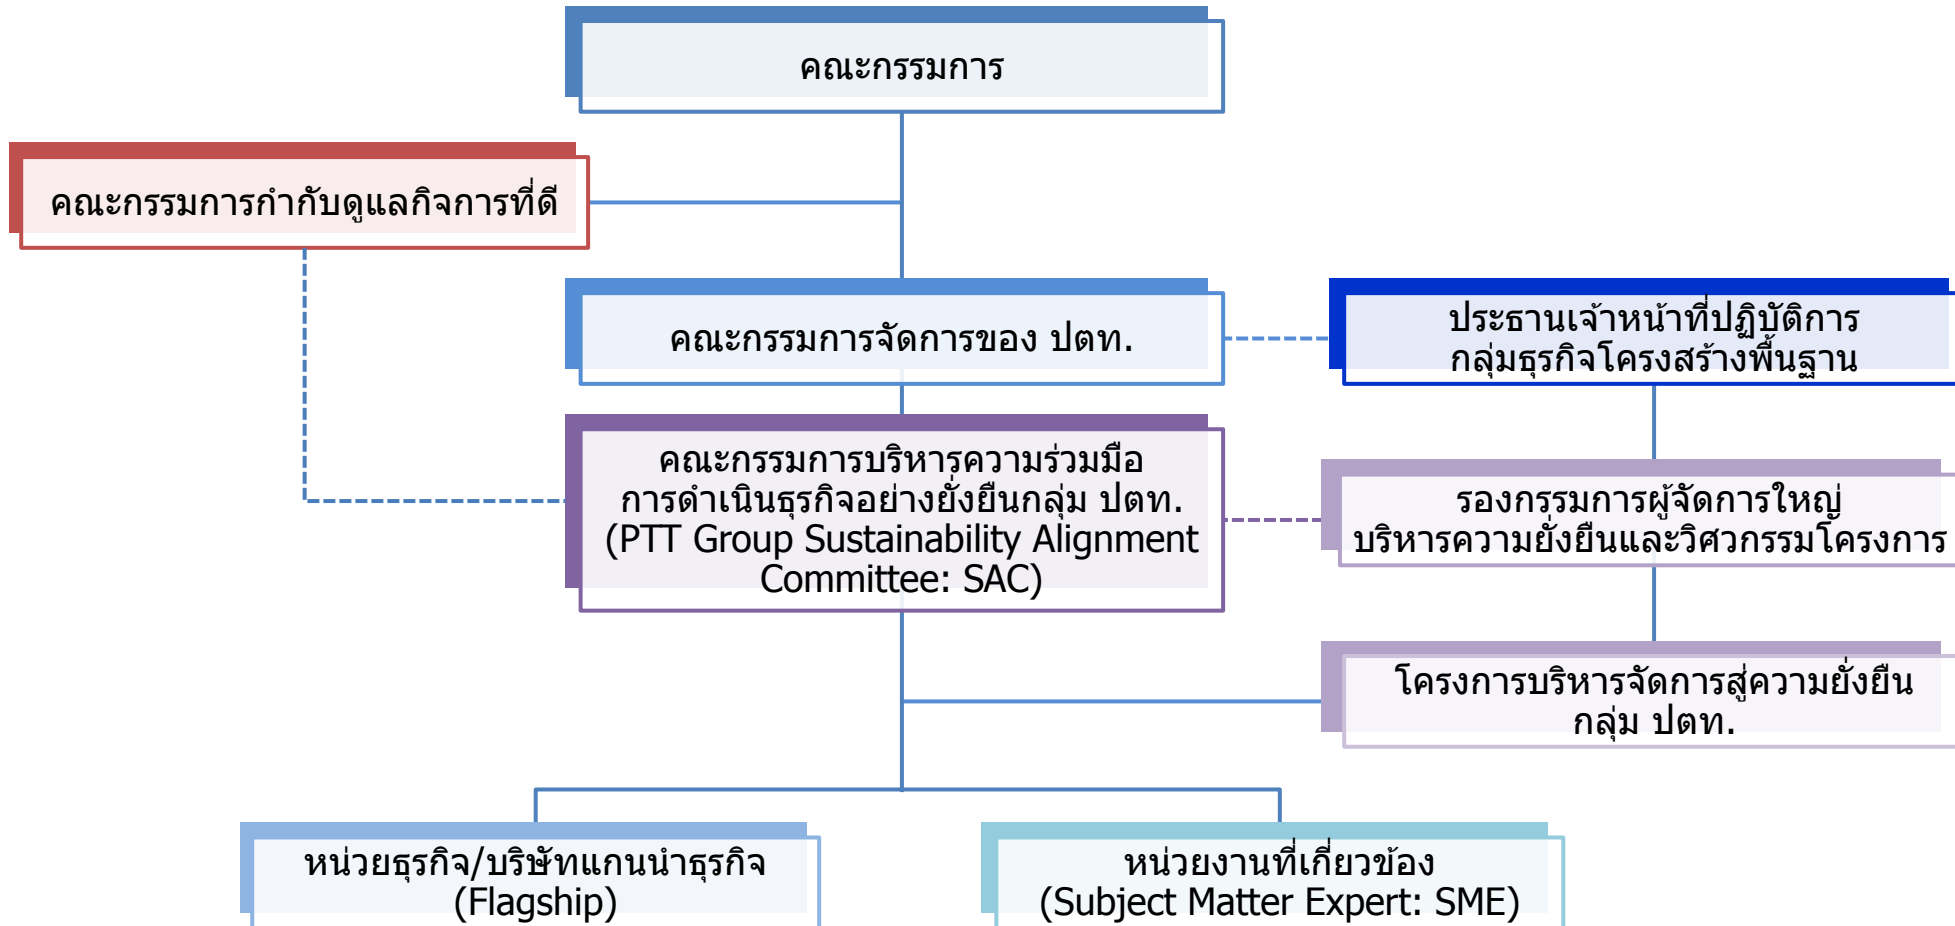 คณะกรรมการ
คณะกรรมการกำกับดูแลกิจการที่ดี
คณะกรรมการจัดการของ ปตท.
ประธานเจ้าหน้าที่ปฏิบัติการ
กลุ่มธุรกิจโครงสร้างพื้นฐาน
คณะกรรมการบริหารความร่วมมือ
การดำเนินธุรกิจอย่างยั่งยืนกลุ่ม ปตท.
(PTT Group Sustainability Alignment
Committee: SAC)
รองกรรมการผู้จัดการใหญ่
บริหารความยั่งยืนและวิศวกรรมโครงการ
โครงการบริหารจัดการสู่ความยั่งยืน
กลุ่ม ปตท.
หน่วยธุรกิจ/บริษัทแกนนำธุรกิจ
(Flagship)
หน่วยงานที่เกี่ยวข้อง
(Subject Matter Expert: SME)